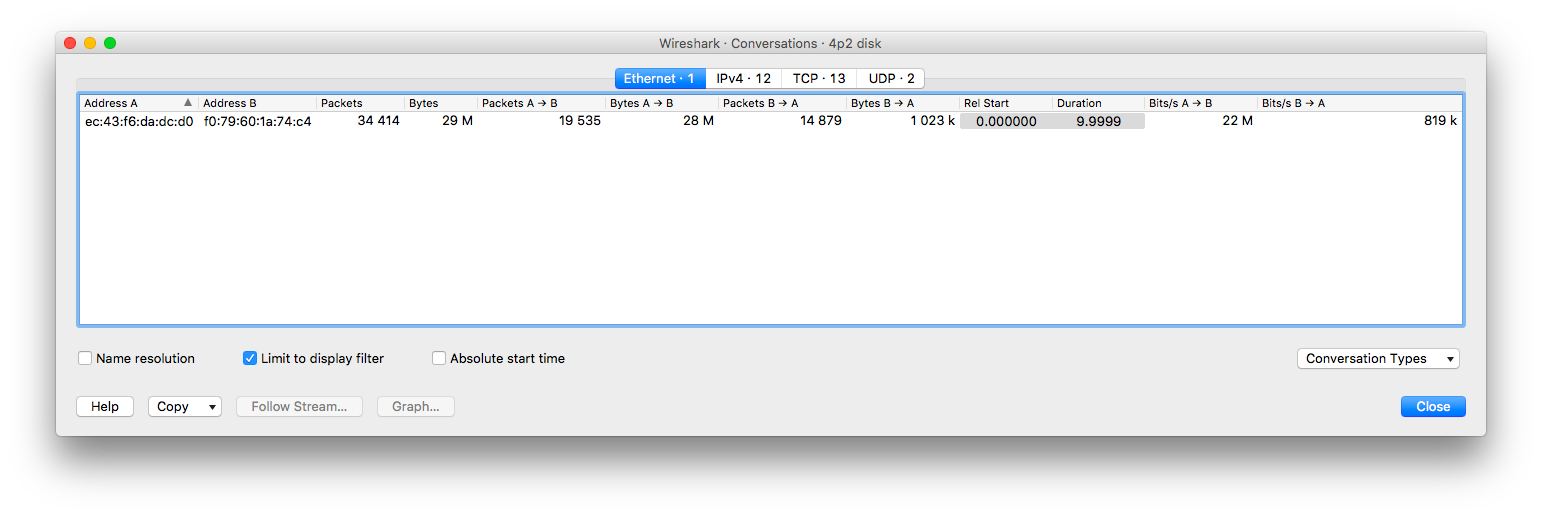 Wireshark · Conversations · 4p2 disk
Ethernet · 1 IPv4 · 12 TCP · 13 UDP · 2
Address A Address B Packets Bytes Packets A → B Bytes A → B Packets B → A Bytes B → A Rel Start Duration Bits/s A → B Bits/s B → A
ec:43:f6:da:dc:d0 f0:79:60:1a:74:c4 34 414 29 M 19 535 28 M 14 879 1 023 k 0.000000 9.9999 22 M 819 k
Name resolution Limit to display filter Absolute start time Conversation Types
Help Copy Follow Stream... Graph... Close